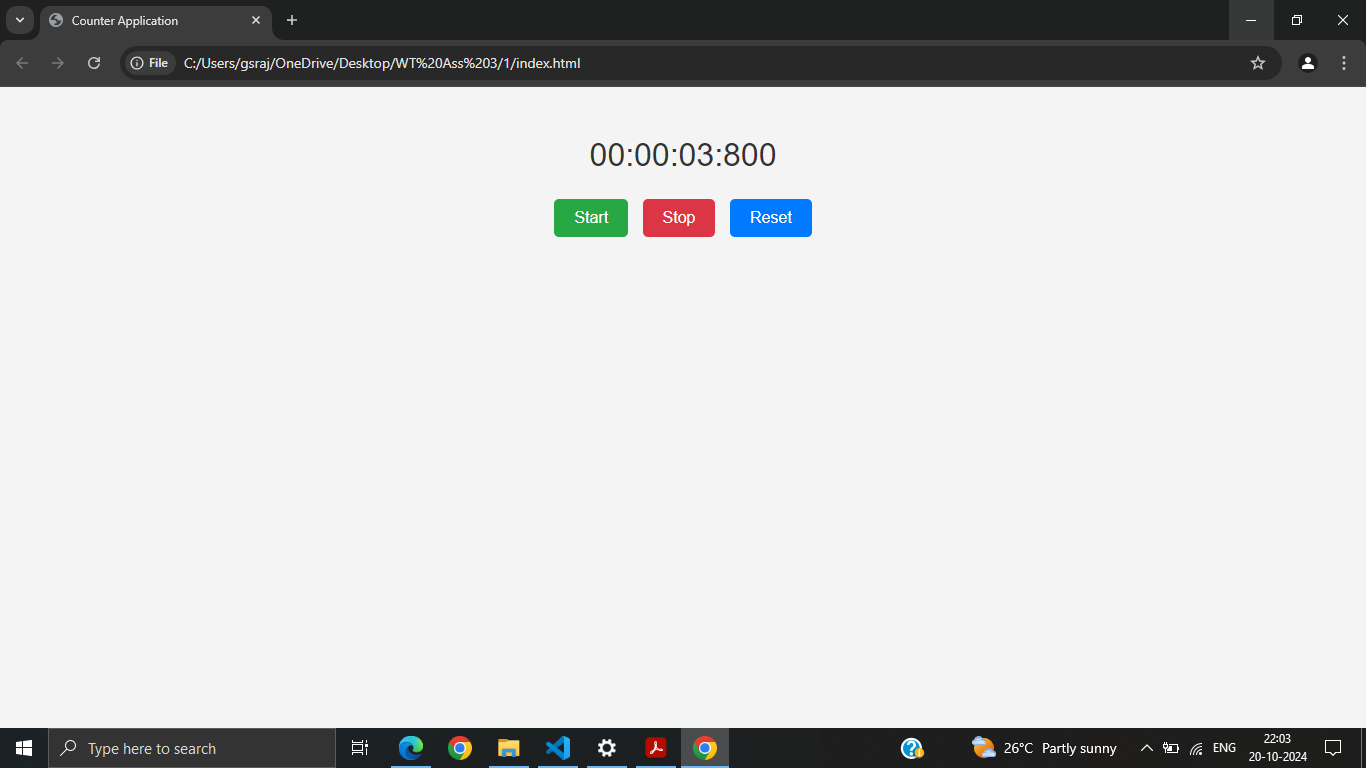 Counter Application
File C:/Users/gsraj/OneDrive/Desktop/WT%20Ass%203/1/index.html
00:00:03:800
Start Stop Reset
Type here to search
26°C Partly sunny
ENG
22:03
20-10-2024